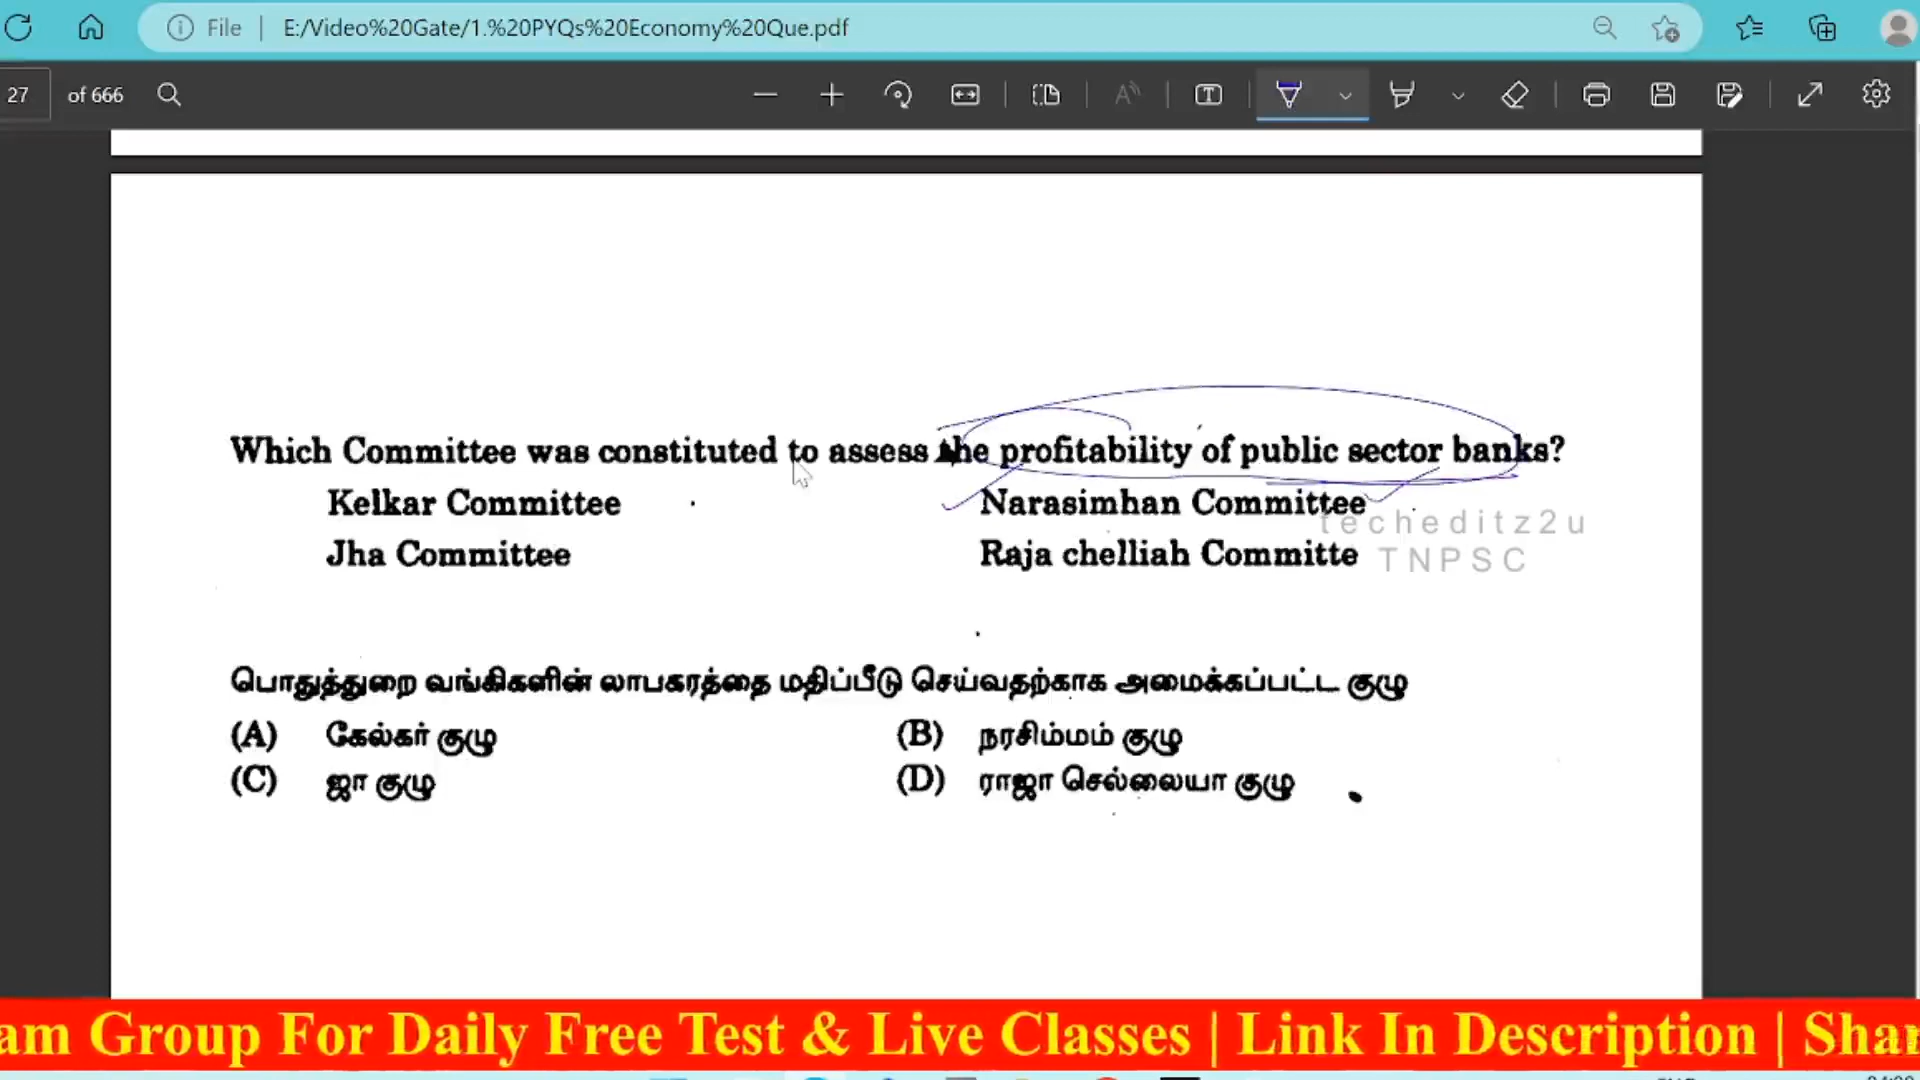 File | E:/Video%20Gate/1.%20PYQs%20Economy%20Que.pdf
27 of 666
Which Committee was constituted to assess the profitability of public sector banks?
Kelkar Committee Narasimhan Committee
Jha Committee Raja chelliah Committe
techeditz2u
TNPSC
பொதுத்துறை வங்கிகளின் லாபகரத்தை மதிப்பீடு செய்வதற்காக அமைக்கப்பட்ட குழு
(A) கேல்கர் குழு (B) நரசிம்மம் குழு
(C) ஜா குழு (D) ராஜா செல்லையா குழு
am Group For Daily Free Test & Live Classes | Link In Description | Sha